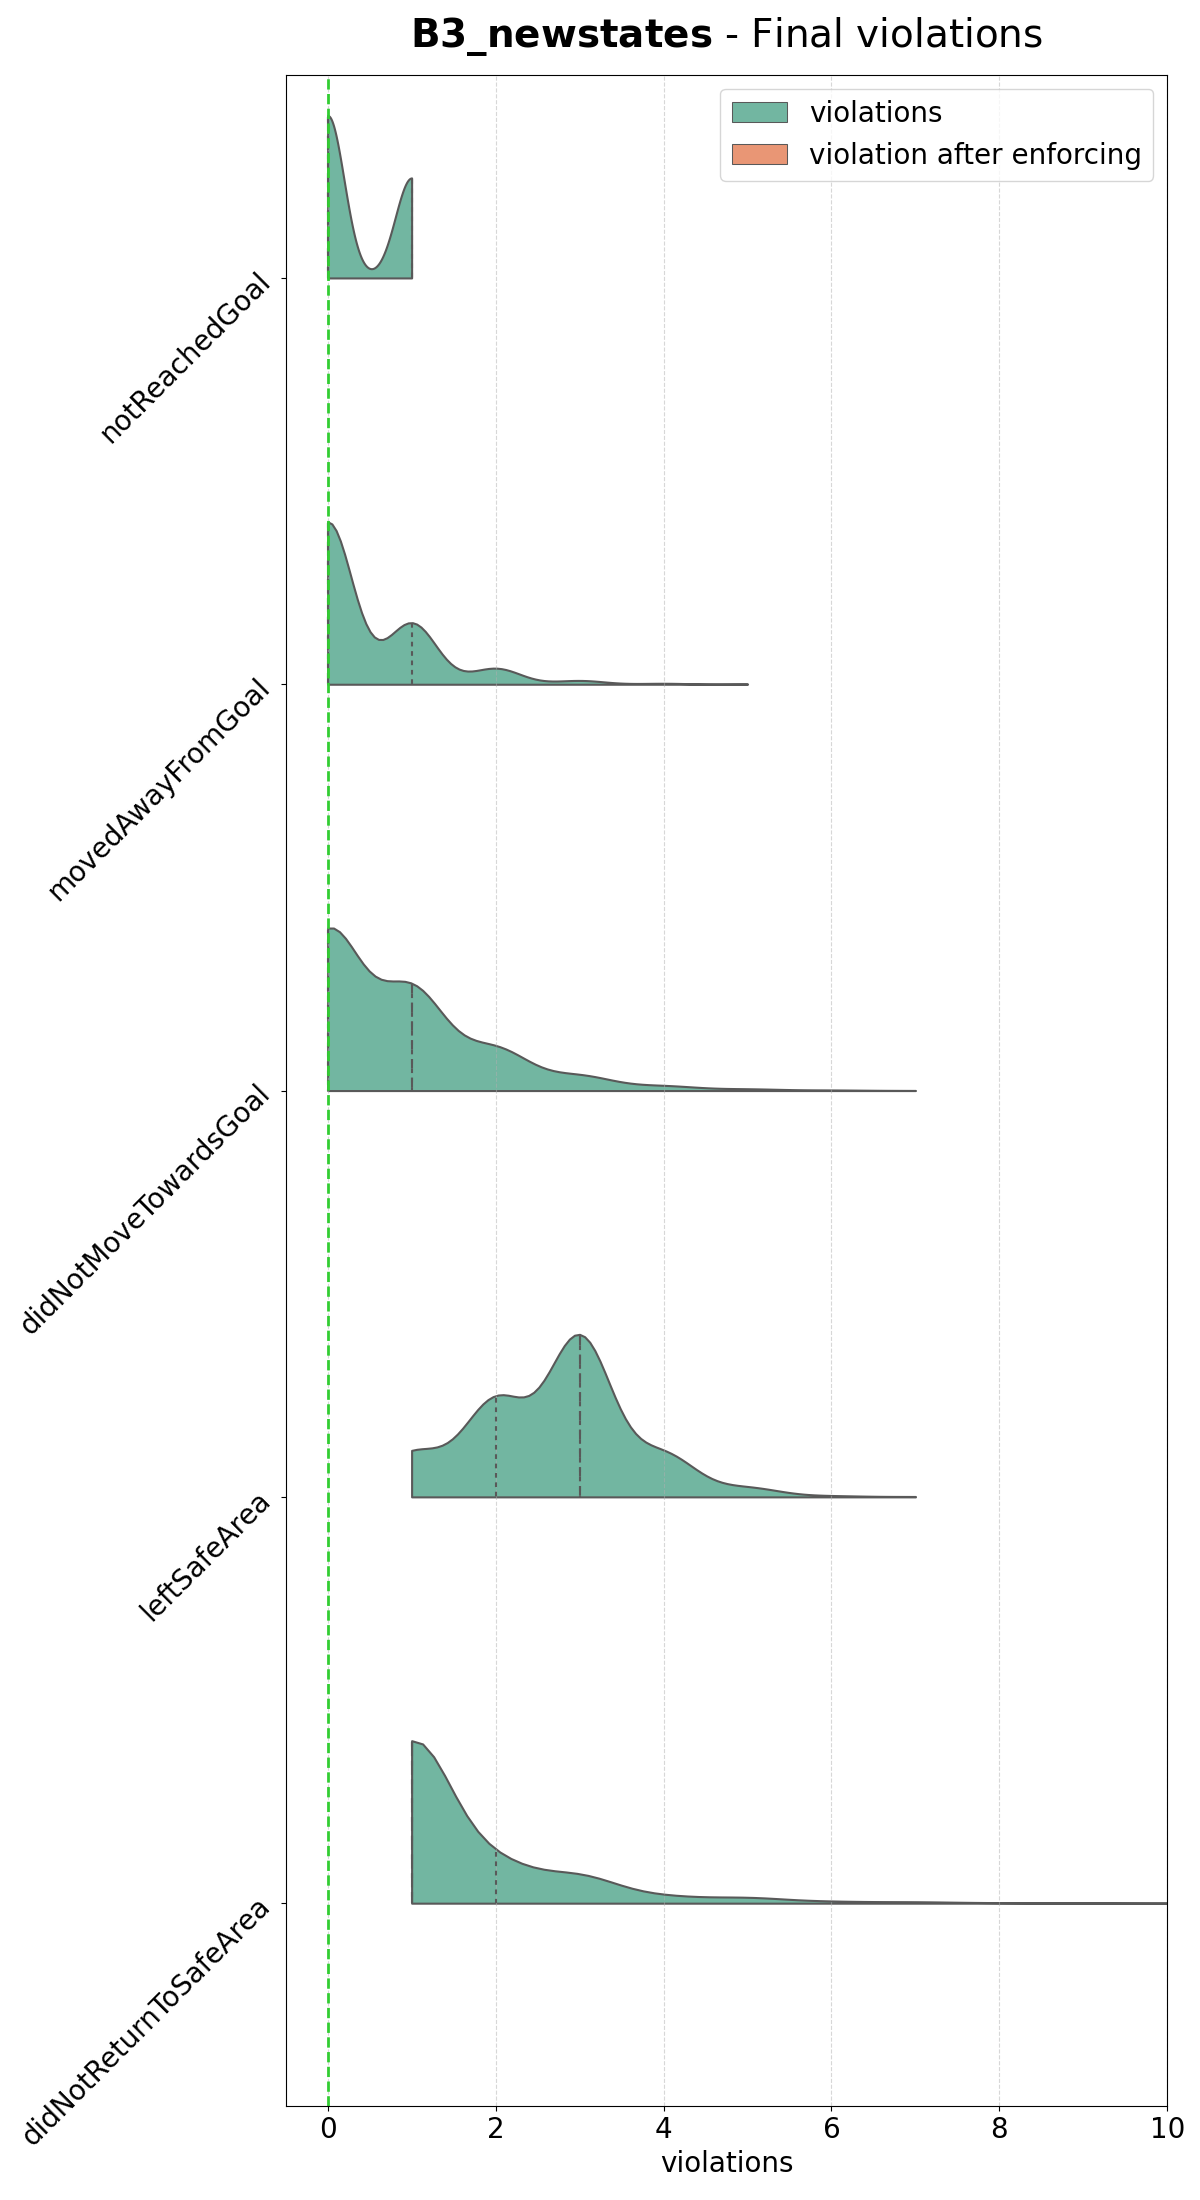 B3_newstates - Final violations
violations
violation after enforcing
notReachedGoal
movedAwayFromGoal
didNotMoveTowardsGoal
leftSafeArea
didNotReturnToSafeArea
0 2 4 6 8 10
violations